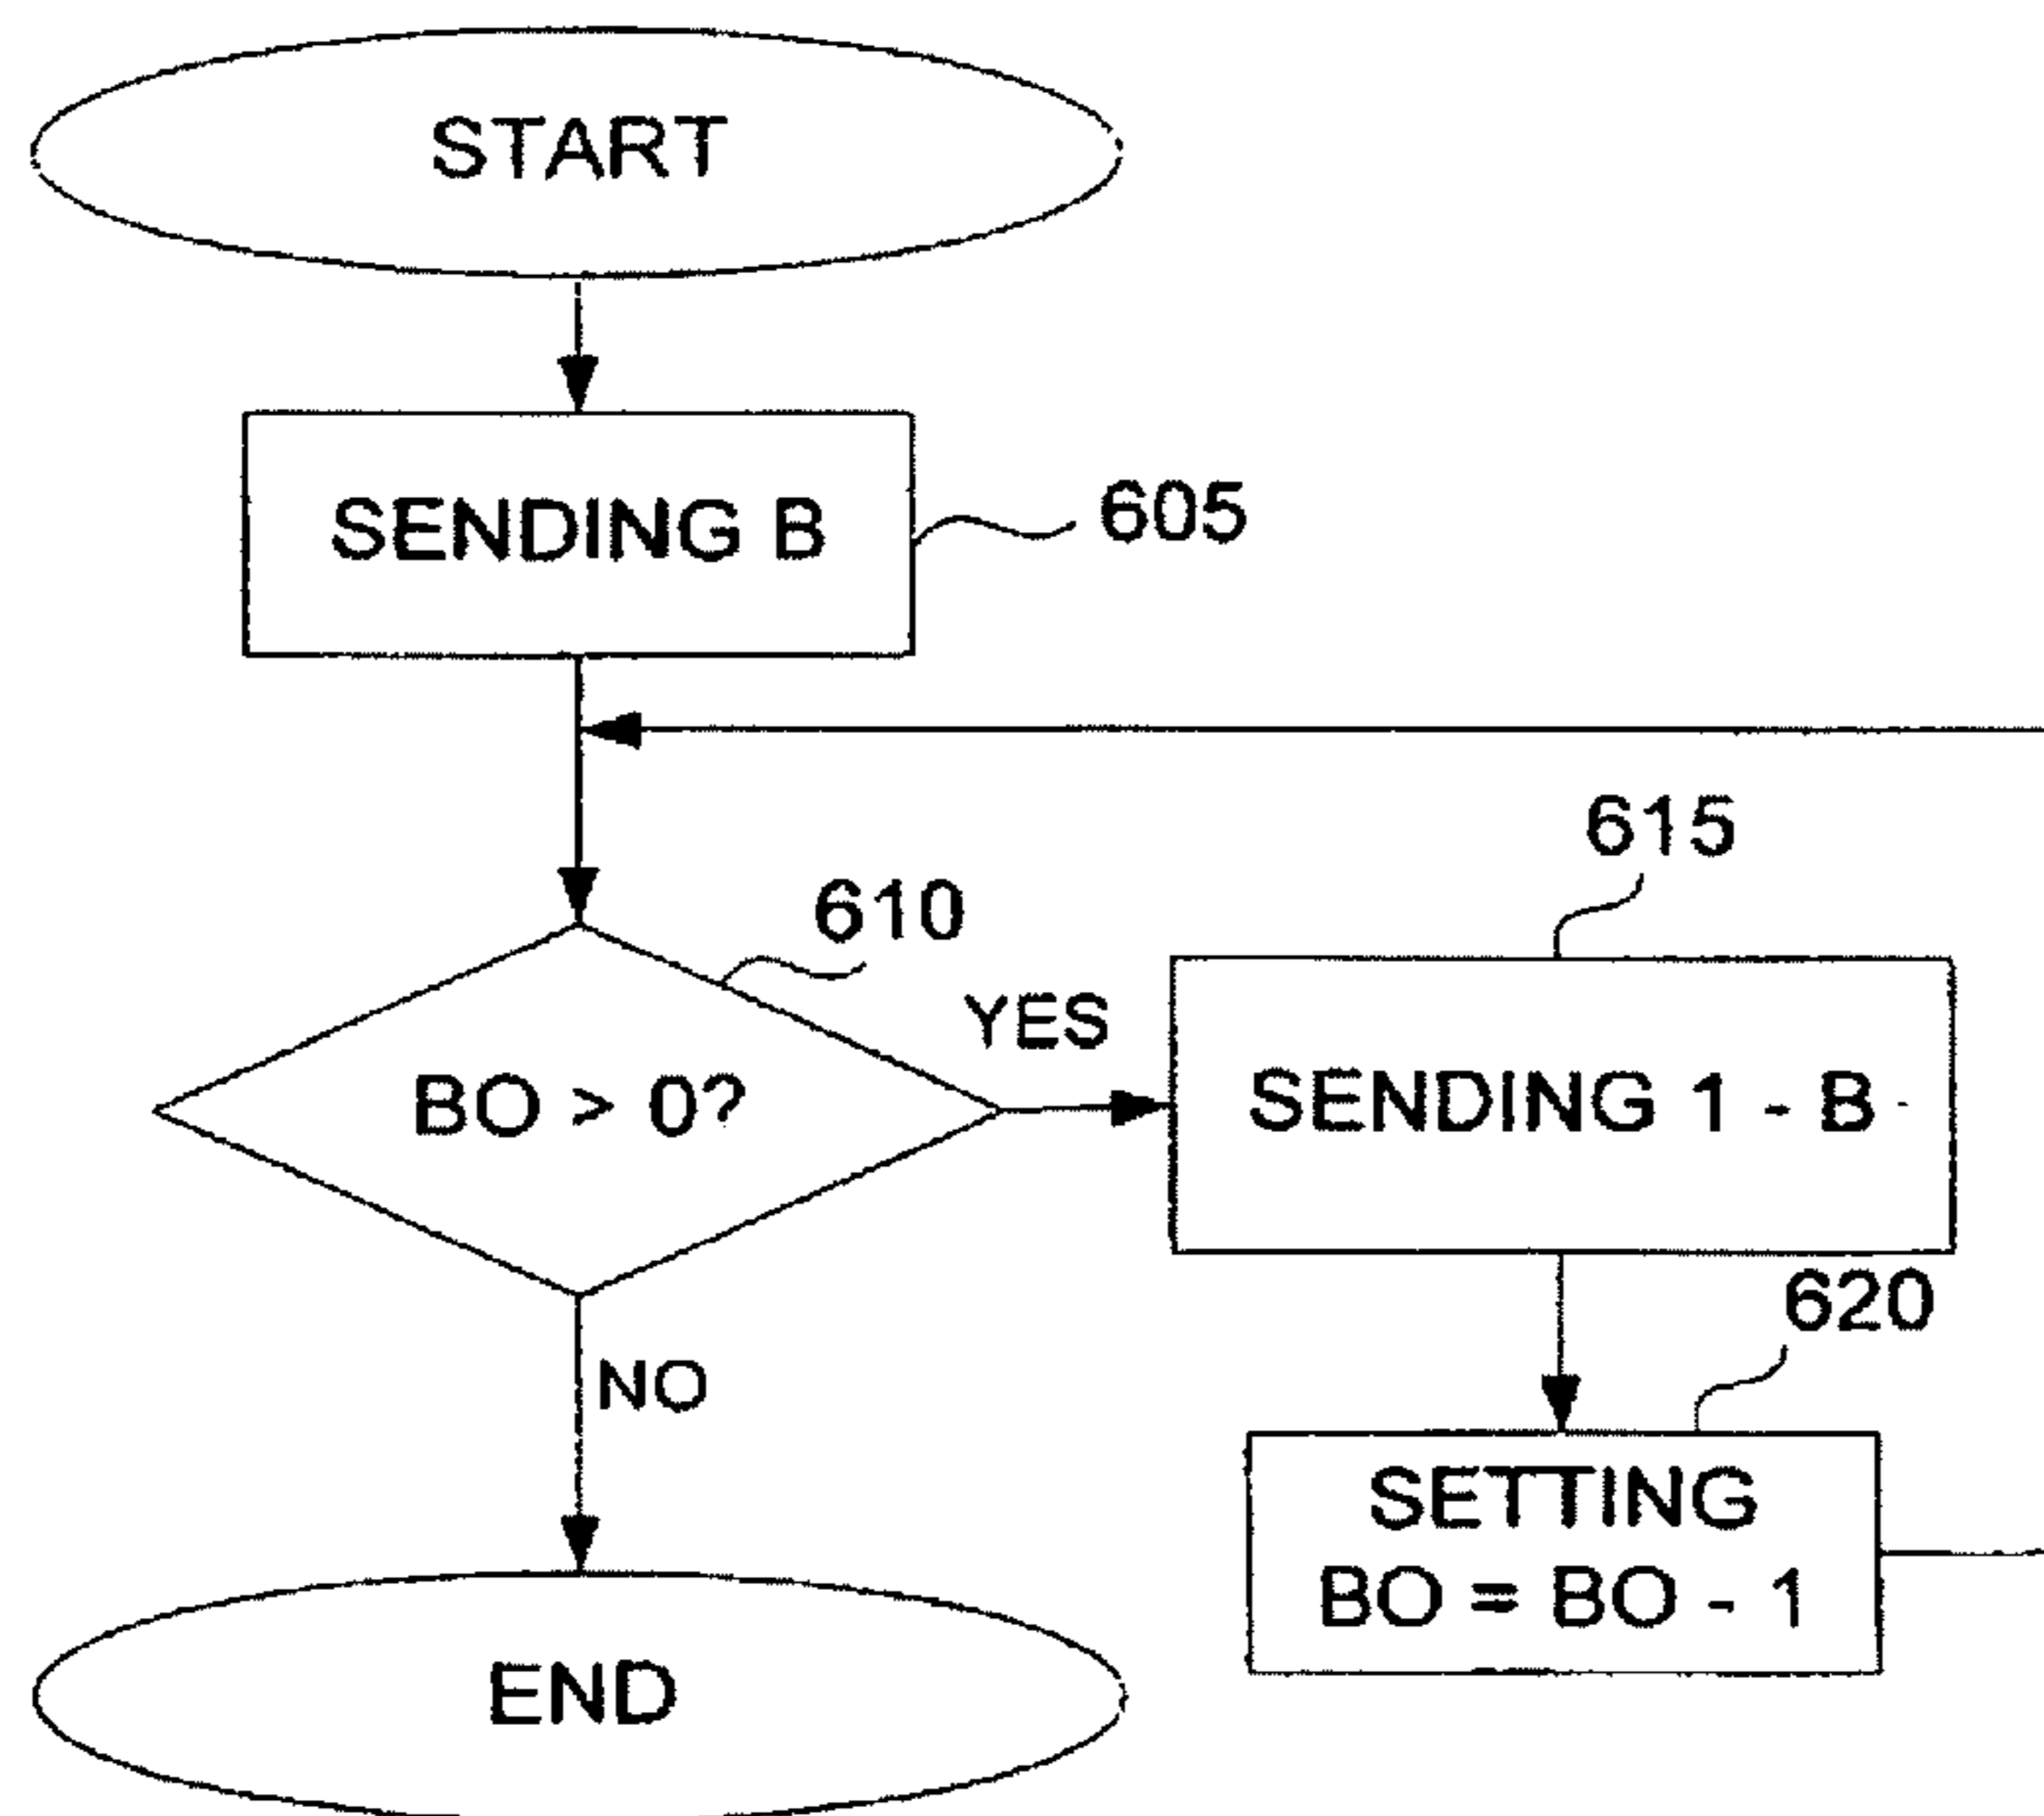 START
SENDING B
605
615
610
YES
BO > 0?
SENDING 1 - B
620
NO
SETTING
BO = BO - 1
END